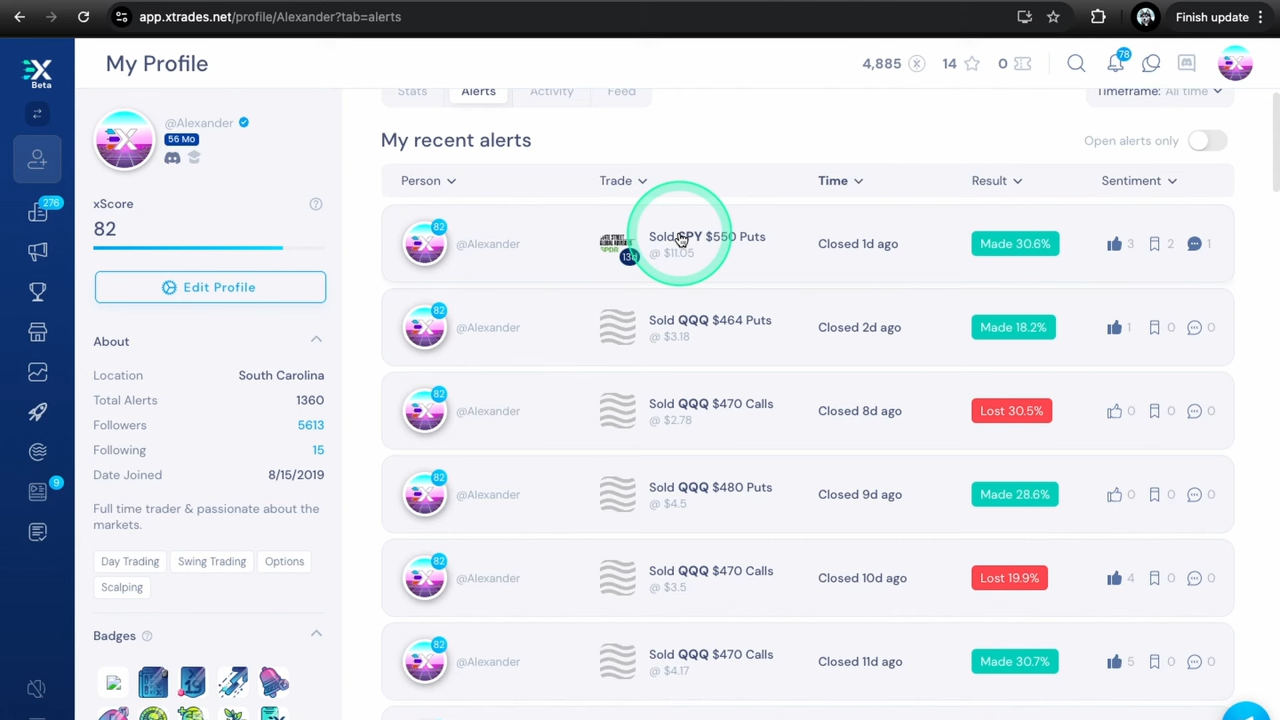 app.xtrades.net/profile/Alexander?tab=alerts
Finish update
X
Beta
My Profile
4,885
14
0
78
276
9
@Alexander
56 Mo
xScore
82
Edit Profile
About
Location South Carolina
Total Alerts 1360
Followers 5613
Following 15
Date Joined 8/15/2019
Full time trader & passionate about the
markets.
Day Trading Swing Trading Options
Scalping
Badges
Stats Alerts Activity Feed
Timeframe: All time
My recent alerts
Open alerts only
Person Trade Time Result Sentiment
82 @Alexander 13d Sold SPY $550 Puts Closed 1d ago Made 30.6% 3 2 1
@ $11.05
82 @Alexander Sold QQQ $464 Puts Closed 2d ago Made 18.2% 1 0 0
@ $3.18
82 @Alexander Sold QQQ $470 Calls Closed 8d ago Lost 30.5% 0 0 0
@ $2.78
82 @Alexander Sold QQQ $480 Puts Closed 9d ago Made 28.6% 0 0 0
@ $4.5
82 @Alexander Sold QQQ $470 Calls Closed 10d ago Lost 19.9% 4 0 0
@ $3.5
82 @Alexander Sold QQQ $470 Calls Closed 11d ago Made 30.7% 5 0 0
@ $4.17